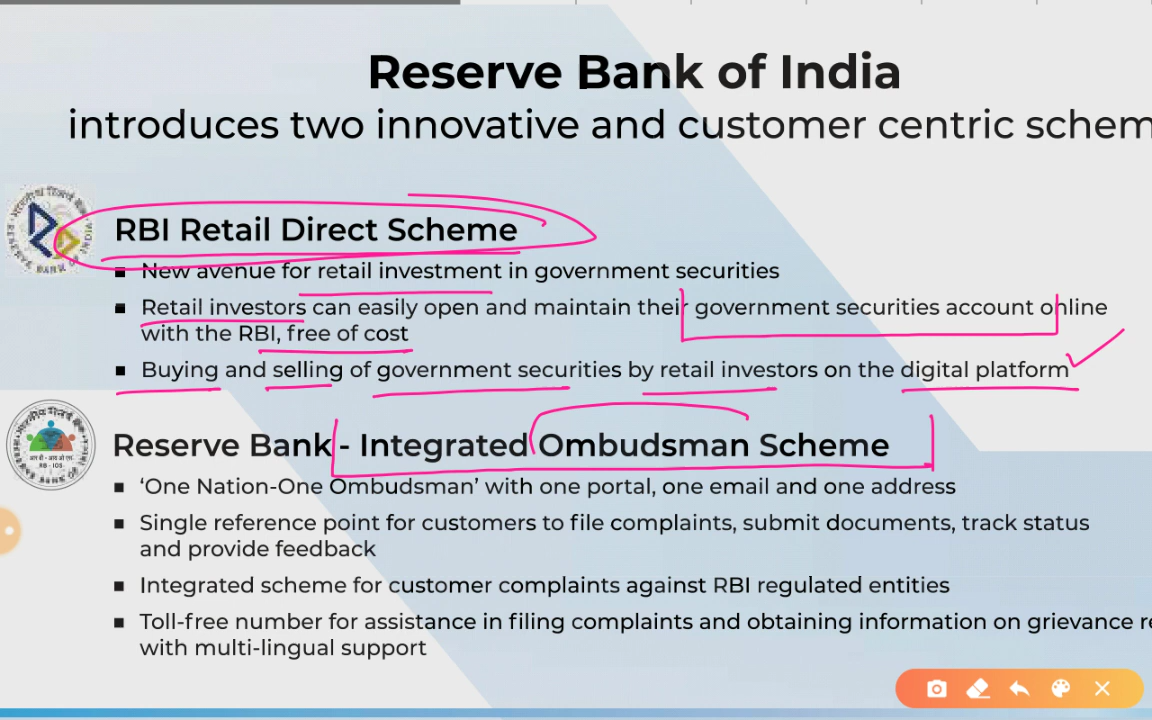 Reserve Bank of India
introduces two innovative and customer centric schem
RBI Retail Direct Scheme
▪ New avenue for retail investment in government securities
▪ Retail investors can easily open and maintain their government securities account online
with the RBI, free of cost
▪ Buying and selling of government securities by retail investors on the digital platform
Reserve Bank - Integrated Ombudsman Scheme
▪ ‘One Nation-One Ombudsman’ with one portal, one email and one address
▪ Single reference point for customers to file complaints, submit documents, track status
and provide feedback
▪ Integrated scheme for customer complaints against RBI regulated entities
▪ Toll-free number for assistance in filing complaints and obtaining information on grievance re
with multi-lingual support